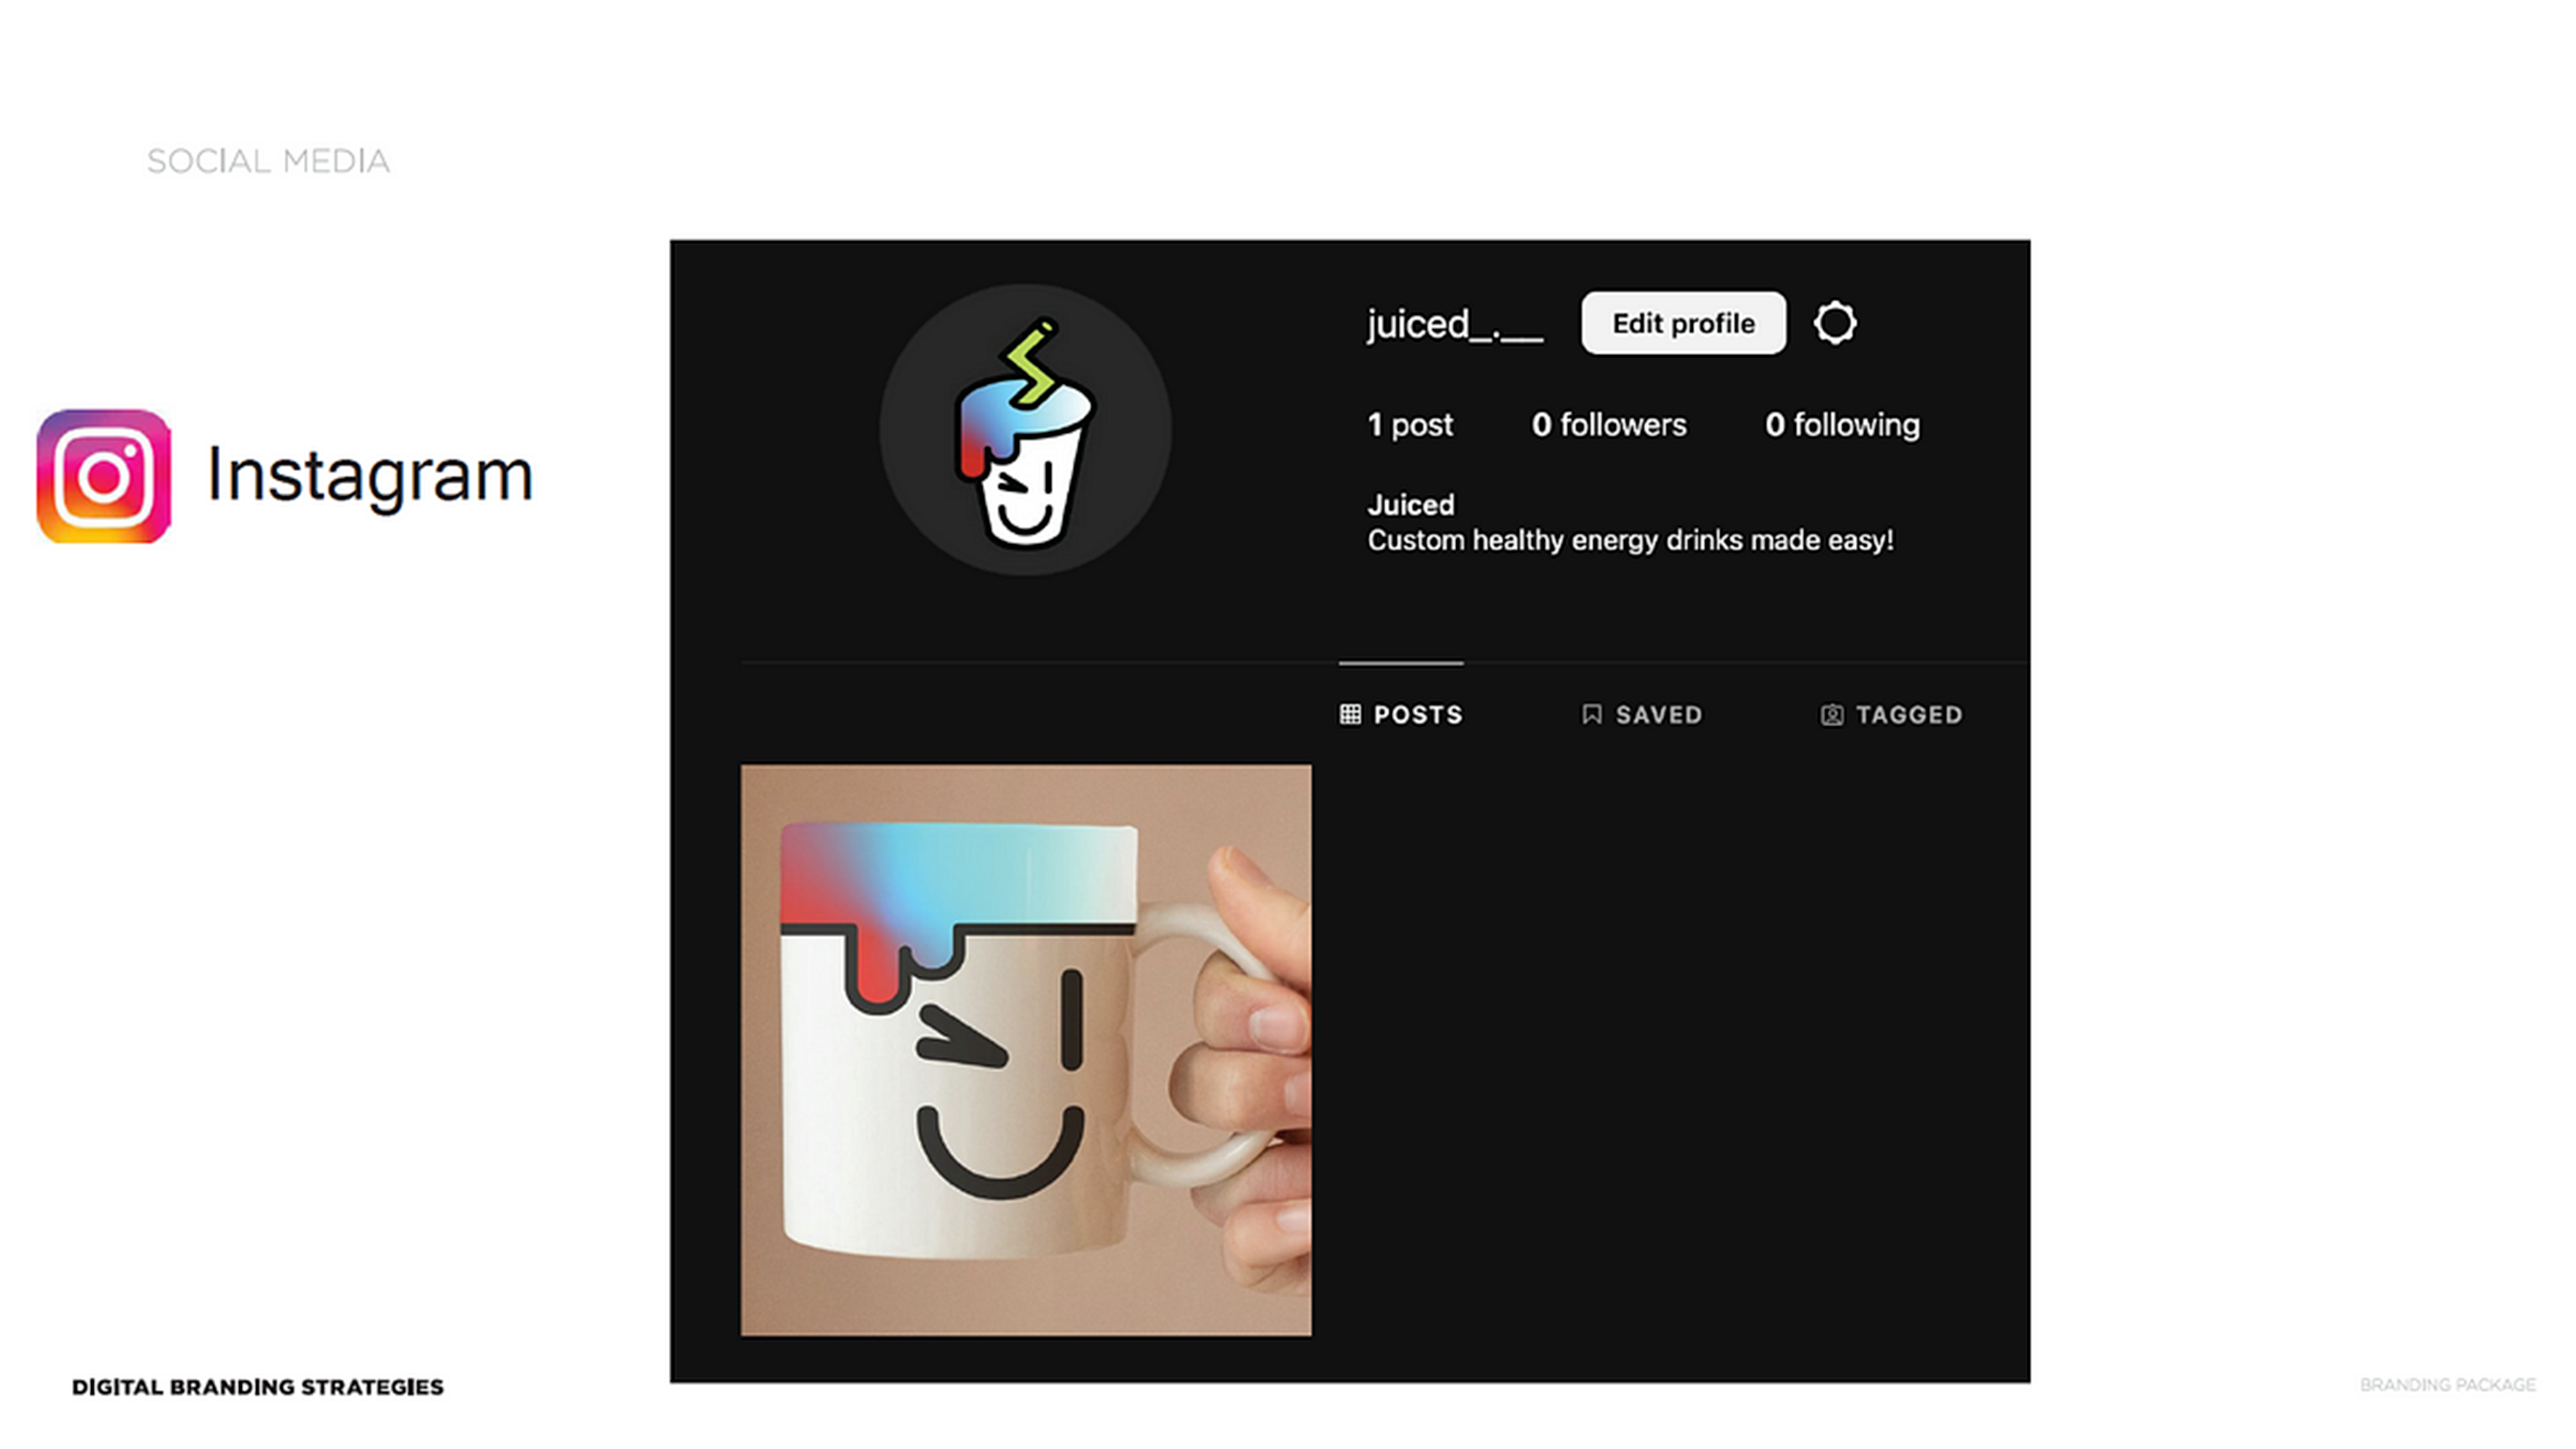 SOCIAL MEDIA
Instagram
juiced_.__ Edit profile
1 post 0 followers 0 following
Juiced
Custom healthy energy drinks made easy!
POSTS SAVED TAGGED
DIGITAL BRANDING STRATEGIES
BRANDING PACKAGE